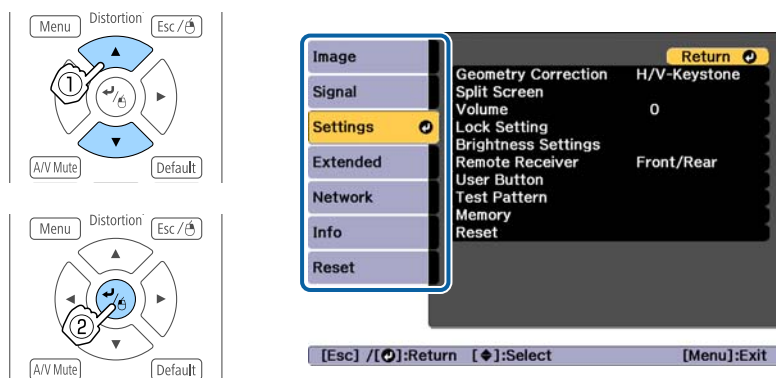 Menu
Distortion
Esc /
1
A/V Mute
Default
Menu
Distortion
Esc /
2
A/V Mute
Default
Image
Signal
Settings
Extended
Network
Info
Reset
Return
Geometry Correction H/V-Keystone
Split Screen
Volume 0
Lock Setting
Brightness Settings
Remote Receiver Front/Rear
User Button
Test Pattern
Memory
Reset
[Esc] /[ ]:Return [ ]:Select [Menu]:Exit